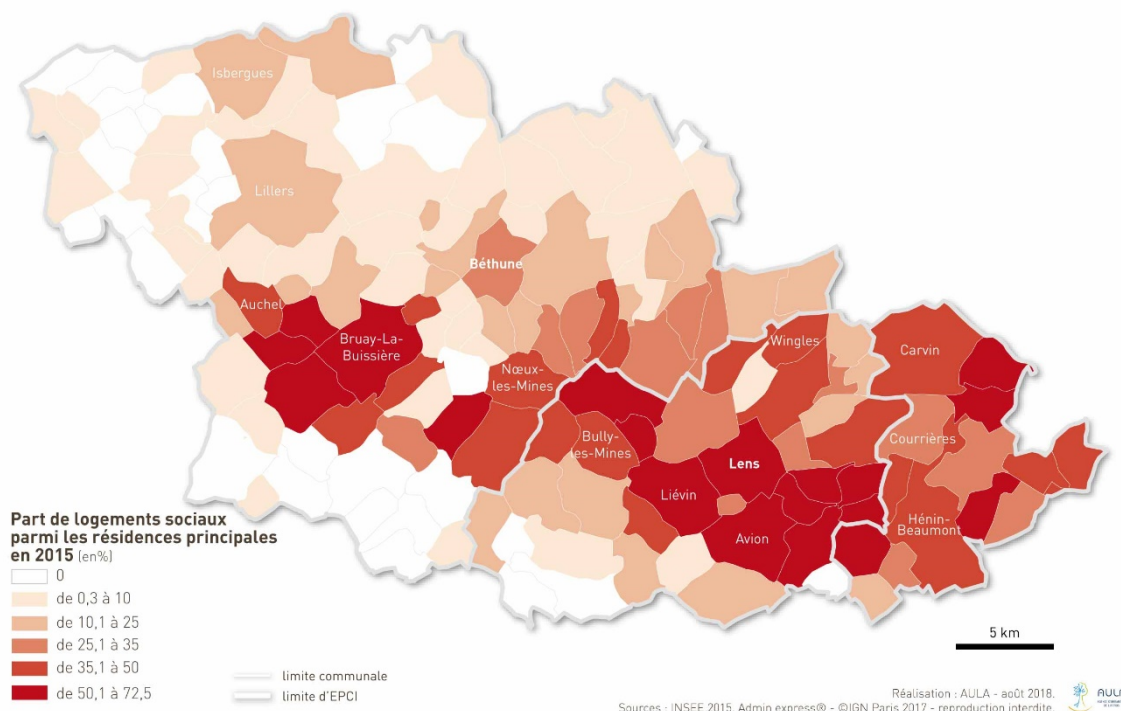 Isbergues
Lillers
Béthune
Auchel
Bruay-La-
Buissière
Nœux-
les-Mines
Wingles
Carvin
Bully-
les-Mines
Courrières
Lens
Liévin
Avion
Hénin-
Beaumont
Part de logements sociaux
parmi les résidences principales
en 2015 (en%)
0
de 0,3 à 10
de 10,1 à 25
de 25,1 à 35
de 35,1 à 50
de 50,1 à 72,5
limite communale
limite d'EPCI
5 km
Réalisation : AULA - août 2018.
Sources : INSEE 2015, Admin express® - ©IGN Paris 2017 - reproduction interdite.
AULA